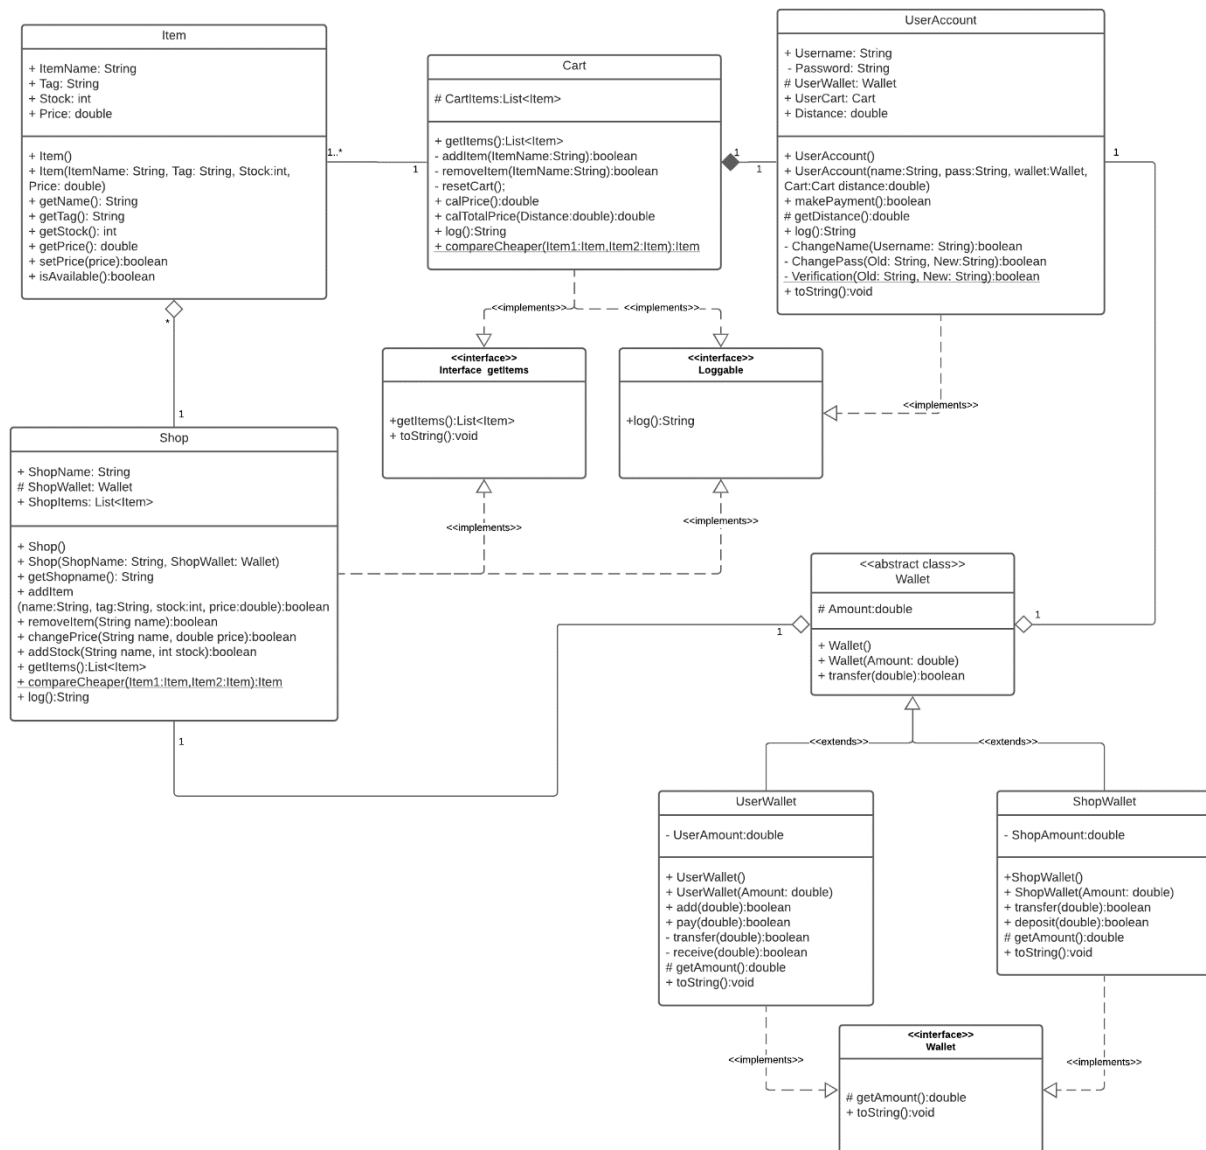 Item
+ ItemName: String
+ Tag: String
+ Stock: int
+ Price: double
+ Item()
+ Item(ItemName: String, Tag: String, Stock:int,
Price: double)
+ getName(): String
+ getTag(): String
+ getStock(): int
+ getPrice(): double
+ setPrice(price):boolean
+ isAvailable():boolean
1..*
1
*
1
Cart
# CartItems:List<Item>
+ getItems():List<Item>
- addItem(ItemName:String):boolean
- removeItem(ItemName:String):boolean
- resetCart();
+ calPrice():double
+ calTotalPrice(Distance:double):double
+ log():String
+ compareCheaper(Item1:Item,Item2:Item):Item
1
1
UserAccount
+ Username: String
- Password: String
# UserWallet: Wallet
+ UserCart: Cart
+ Distance: double
+ UserAccount()
+ UserAccount(name:String, pass:String, wallet:Wallet,
Cart:Cart distance:double)
+ makePayment():boolean
# getDistance():double
+ log():String
- ChangeName(Username: String):boolean
- ChangePass(Old: String, New:String):boolean
- Verification(Old: String, New: String):boolean
+ toString():void
1
<<implements>>
<<implements>>
<<interface>>
Interface getItems
+getItems():List<Item>
+ toString():void
<<interface>>
Loggable
+log():String
<<implements>>
<<implements>>
<<implements>>
Shop
+ ShopName: String
# ShopWallet: Wallet
+ ShopItems: List<Item>
+ Shop()
+ Shop(ShopName: String, ShopWallet: Wallet)
+ getShopname(): String
+ addItem
(name:String, tag:String, stock:int, price:double):boolean
+ removeItem(String name):boolean
+ changePrice(String name, double price):boolean
+ addStock(String name, int stock):boolean
+ getItems():List<Item>
+ compareCheaper(Item1:Item,Item2:Item):Item
+ log():String
1
<<abstract class>>
Wallet
# Amount:double
+ Wallet()
+ Wallet(Amount: double)
+ transfer(double):boolean
1
1
<<extends>>
<<extends>>
UserWallet
- UserAmount:double
+ UserWallet()
+ UserWallet(Amount: double)
+ add(double):boolean
+ pay(double):boolean
- transfer(double):boolean
- receive(double):boolean
# getAmount():double
+ toString():void
ShopWallet
- ShopAmount:double
+ShopWallet()
+ ShopWallet(Amount: double)
+ transfer(double):boolean
+ deposit(double):boolean
# getAmount():double
+ toString():void
<<implements>>
<<implements>>
<<interface>>
Wallet
# getAmount():double
+ toString():void